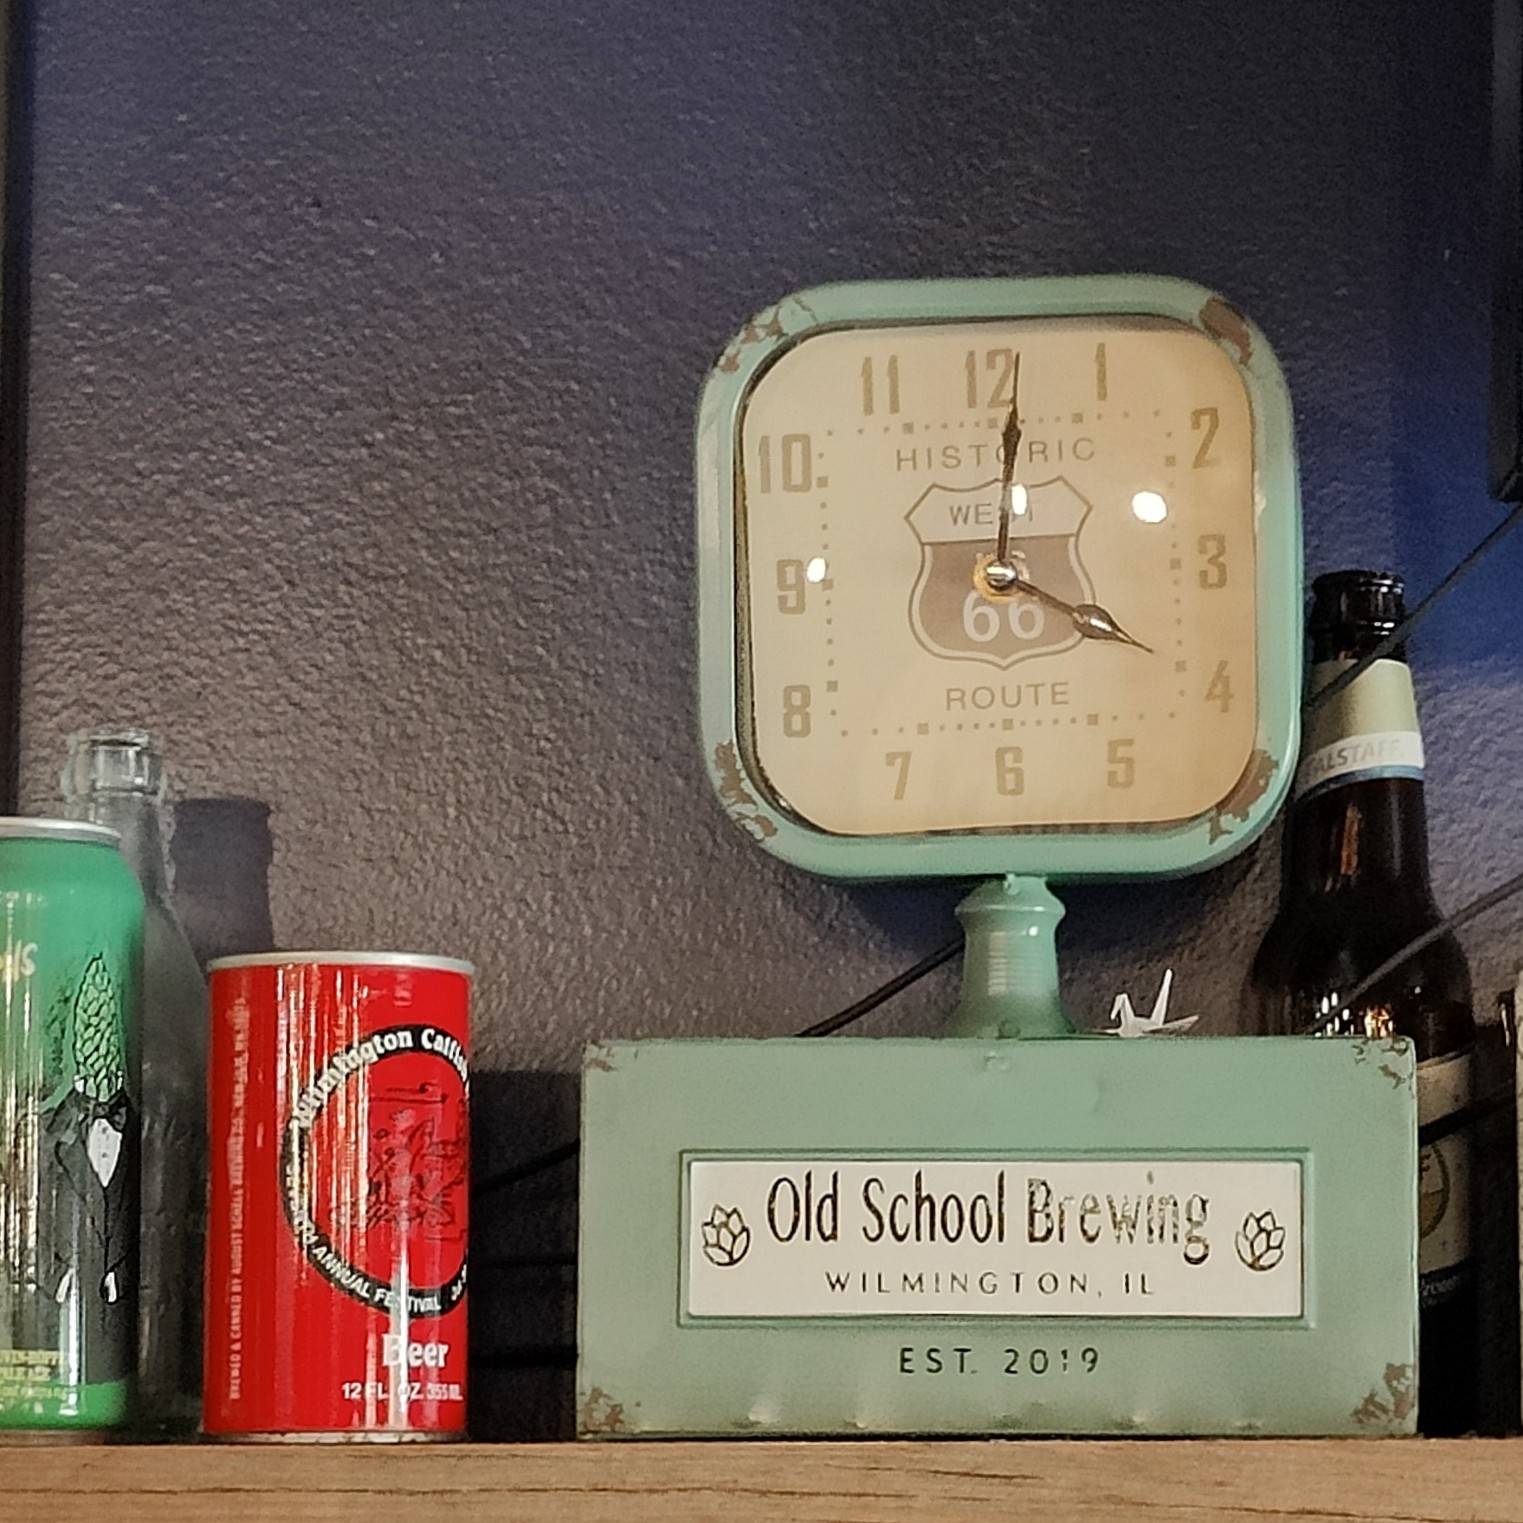 11 12 1
10 2
HISTORIC
WEST
9 3
66
8 4
ROUTE
7 6 5
FALSTAFF
Wilmington
ANNUAL FESTIVAL
Beer
12 FL. OZ. 355 ML.
Old School Brewing
WILMINGTON, IL
EST. 2019